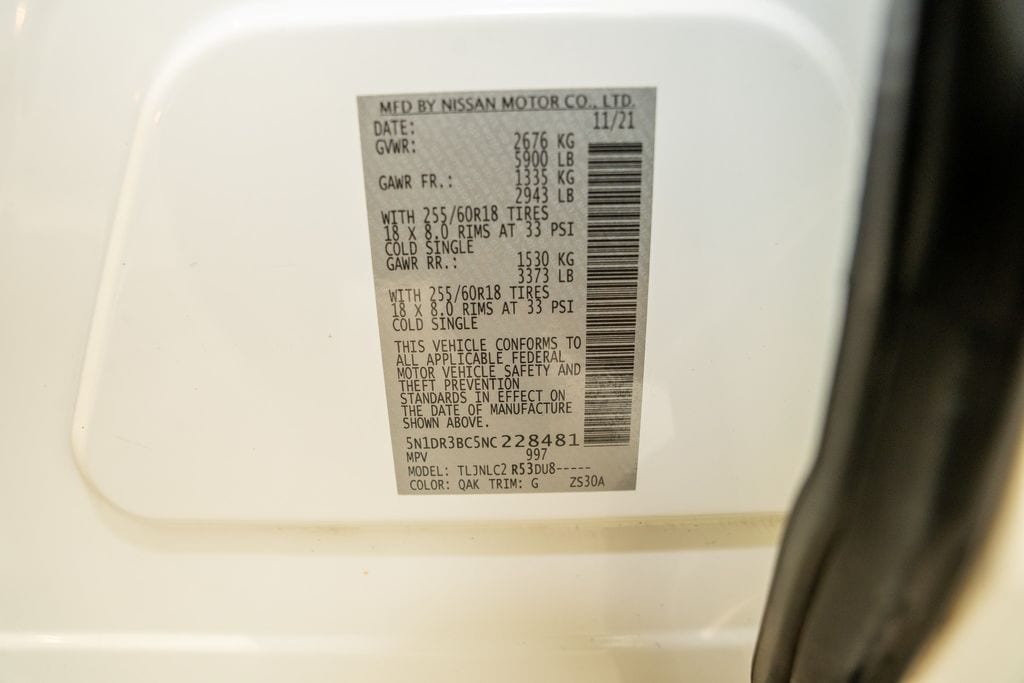 MFD BY NISSAN MOTOR CO., LTD.
DATE: 11/21
GVWR: 2676 KG
5900 LB
GAWR FR.: 1335 KG
2943 LB
WITH 255/60R18 TIRES
18 X 8.0 RIMS AT 33 PSI
COLD SINGLE
GAWR RR.: 1530 KG
3373 LB
WITH 255/60R18 TIRES
18 X 8.0 RIMS AT 33 PSI
COLD SINGLE
THIS VEHICLE CONFORMS TO
ALL APPLICABLE FEDERAL
MOTOR VEHICLE SAFETY AND
THEFT PREVENTION
STANDARDS IN EFFECT ON
THE DATE OF MANUFACTURE
SHOWN ABOVE.
5N1DR3BC5NC228481
MPV 997
MODEL: TLJNLC2 R53DU8-----
COLOR: QAK TRIM: G ZS30A